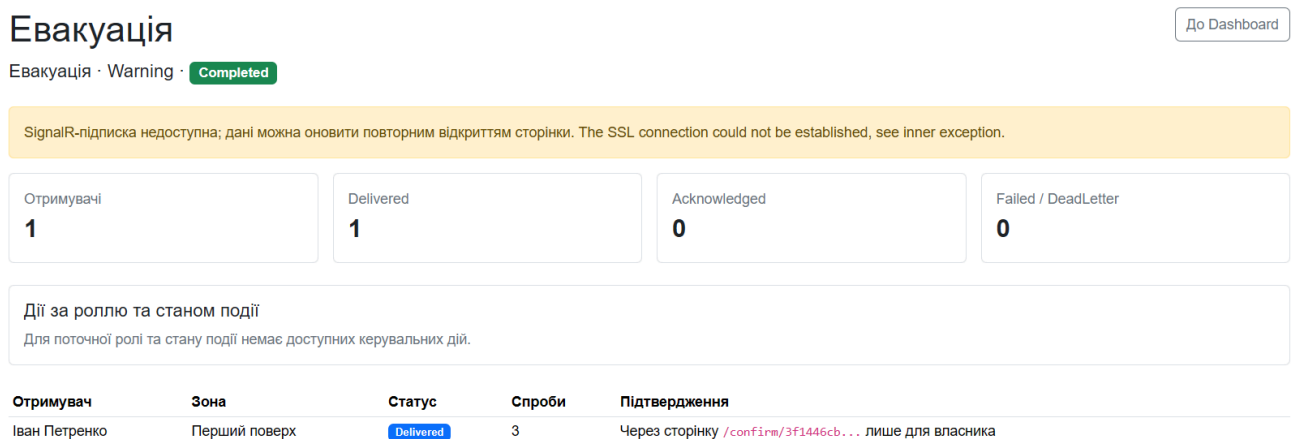 Евакуація
До Dashboard
Евакуація · Warning · Completed
SignalR-підписка недоступна; дані можна оновити повторним відкриттям сторінки. The SSL connection could not be established, see inner exception.
Отримувачі
1
Delivered
1
Acknowledged
0
Failed / DeadLetter
0
Дії за роллю та станом події
Для поточної ролі та стану події немає доступних керувальних дій.
Отримувач Зона Статус Спроби Підтвердження
Іван Петренко Перший поверх Delivered 3 Через сторінку /confirm/3f1446cb... лише для власника